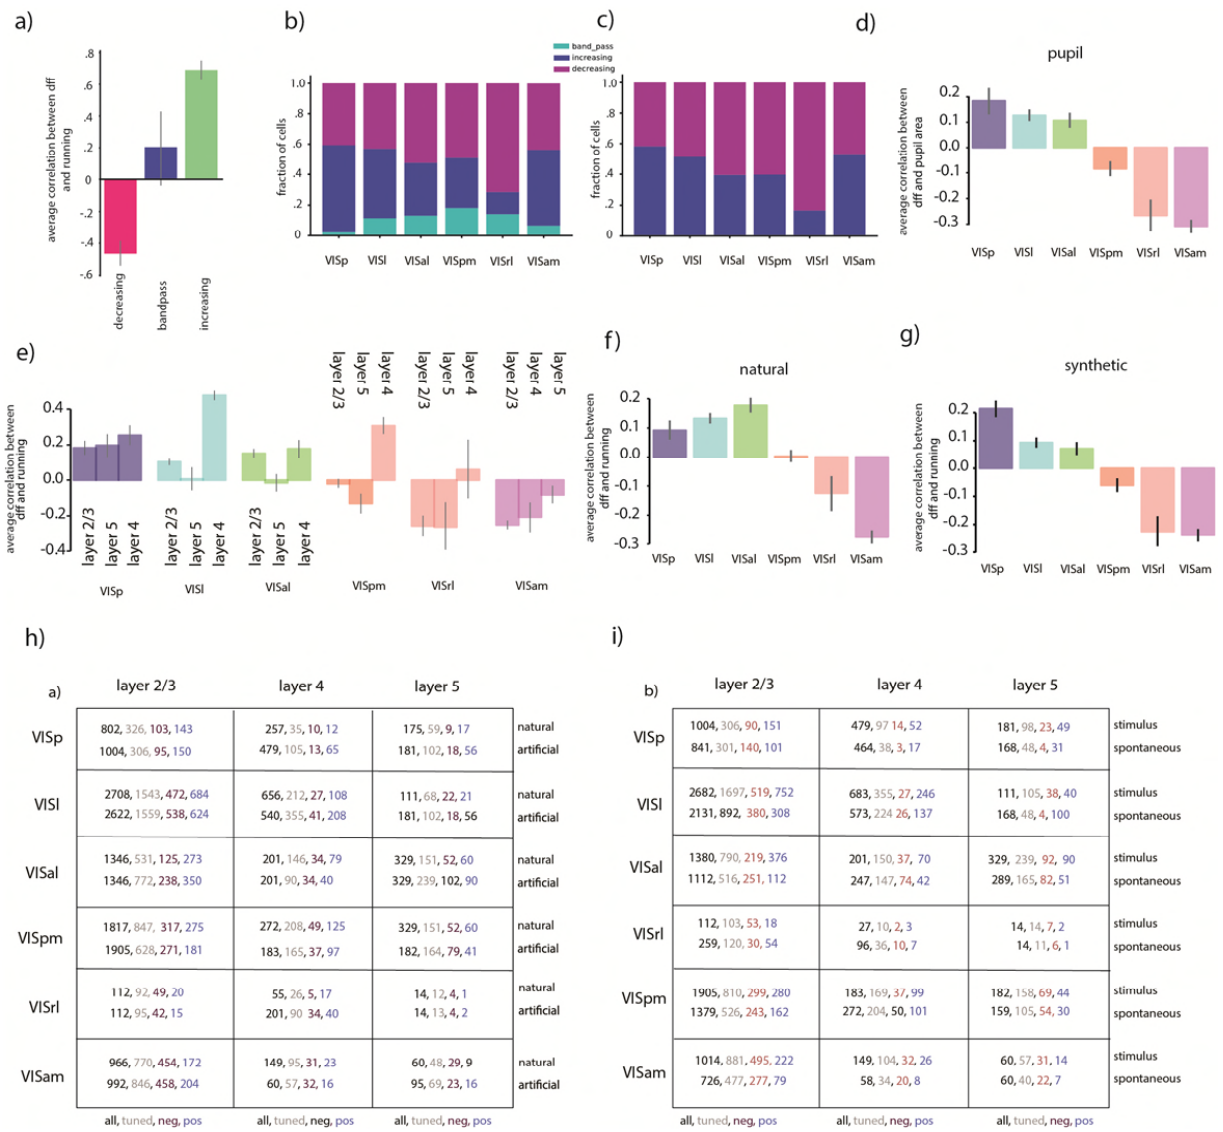 a)
average correlation between dff
and running
.8
.6
.4
.2
0
-.2
-.4
-.6
decreasing
bandpass
increasing
b)
band_pass
increasing
decreasing
fraction of cells
1.0
.8
.6
.4
.2
0
VISp VISl VISal VISpm VISrl VISam
c)
fraction of cells
1.0
.8
.6
.4
.2
0
VISp VISl VISal VISpm VISrl VISam
d)
pupil
average correlation between
dff and pupil area
0.2
0.1
0.0
-0.1
-0.2
-0.3
VISp VISl VISal VISpm VISrl VISam
e)
average correlation between
dff and running
0.4
0.2
0.0
-0.2
-0.4
layer 2/3 layer 5 layer 4
layer 2/3 layer 5 layer 4
layer 2/3 layer 5 layer 4
layer 2/3 layer 5 layer 4
layer 2/3 layer 5 layer 4
layer 2/3 layer 4 layer 5
VISp VISl VISal VISpm VISrl VISam
f)
natural
average correlation between
dff and running
0.2
0.1
0.0
-0.1
-0.2
-0.3
VISp VISl VISal VISpm VISrl VISam
g)
synthetic
average correlation between
dff and running
0.2
0.1
0.0
-0.1
-0.2
-0.3
VISp VISl VISal VISpm VISrl VISam
h)
a) layer 2/3 layer 4 layer 5
VISp
802, 326, 103, 143 257, 35, 10, 12 175, 59, 9, 17 natural
1004, 306, 95, 150 479, 105, 13, 65 181, 102, 18, 56 artificial
VISl
2708, 1543, 472, 684 656, 212, 27, 108 111, 68, 22, 21 natural
2622, 1559, 538, 624 540, 355, 41, 208 181, 102, 18, 56 artificial
VISal
1346, 531, 125, 273 201, 146, 34, 79 329, 151, 52, 60 natural
1346, 772, 238, 350 201, 90, 34, 40 329, 239, 102, 90 artificial
VISpm
1817, 847, 317, 275 272, 208, 49, 125 329, 151, 52, 60 natural
1905, 628, 271, 181 183, 165, 37, 97 182, 164, 79, 41 artificial
VISrl
112, 92, 49, 20 55, 26, 5, 17 14, 12, 4, 1 natural
112, 95, 42, 15 201, 90, 34, 40 14, 13, 4, 2 artificial
VISam
966, 770, 454, 172 149, 95, 31, 23 60, 48, 29, 9 natural
992, 846, 458, 204 60, 57, 32, 16 95, 69, 23, 16 artificial
all, tuned, neg, pos all, tuned, neg, pos all, tuned, neg, pos
i)
b) layer 2/3 layer 4 layer 5
VISp
1004, 306, 90, 151 479, 97 14, 52 181, 98, 23, 49 stimulus
841, 301, 140, 101 464, 38, 3, 17 168, 48, 4, 31 spontaneous
VISl
2682, 1697, 519, 752 683, 355, 27, 246 111, 105, 38, 40 stimulus
2131, 892, 380, 308 573, 224 26, 137 168, 48, 4, 100 spontaneous
VISal
1380, 790, 219, 376 201, 150, 37, 70 329, 239, 92, 90 stimulus
1112, 516, 251, 112 247, 147, 74, 42 289, 165, 82, 51 spontaneous
VISrl
112, 103, 53, 18 27, 10, 2, 3 14, 14, 7, 2 stimulus
259, 120, 30, 54 96, 36, 10, 7 14, 11, 6, 1 spontaneous
VISpm
1905, 810, 299, 280 183, 169, 37, 99 182, 158, 69, 44 stimulus
1379, 526, 243, 162 272, 204, 50, 101 159, 105, 54, 30 spontaneous
VISam
1014, 881, 495, 222 149, 104, 32, 26 60, 57, 31, 14 stimulus
726, 477, 277, 79 58, 34, 20, 8 60, 40, 22, 7 spontaneous
all, tuned, neg, pos all, tuned, neg, pos all, tuned, neg, pos